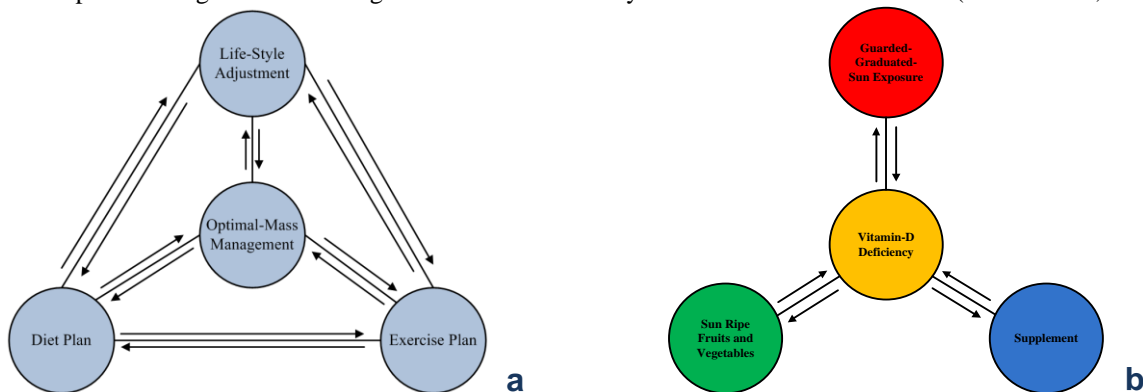 Life-Style
Adjustment
Optimal-Mass
Management
Diet Plan
Exercise Plan
a
Guarded-
Graduated-
Sun Exposure
Vitamin-D
Deficiency
Sun Ripe
Fruits and
Vegetables
Supplement
b